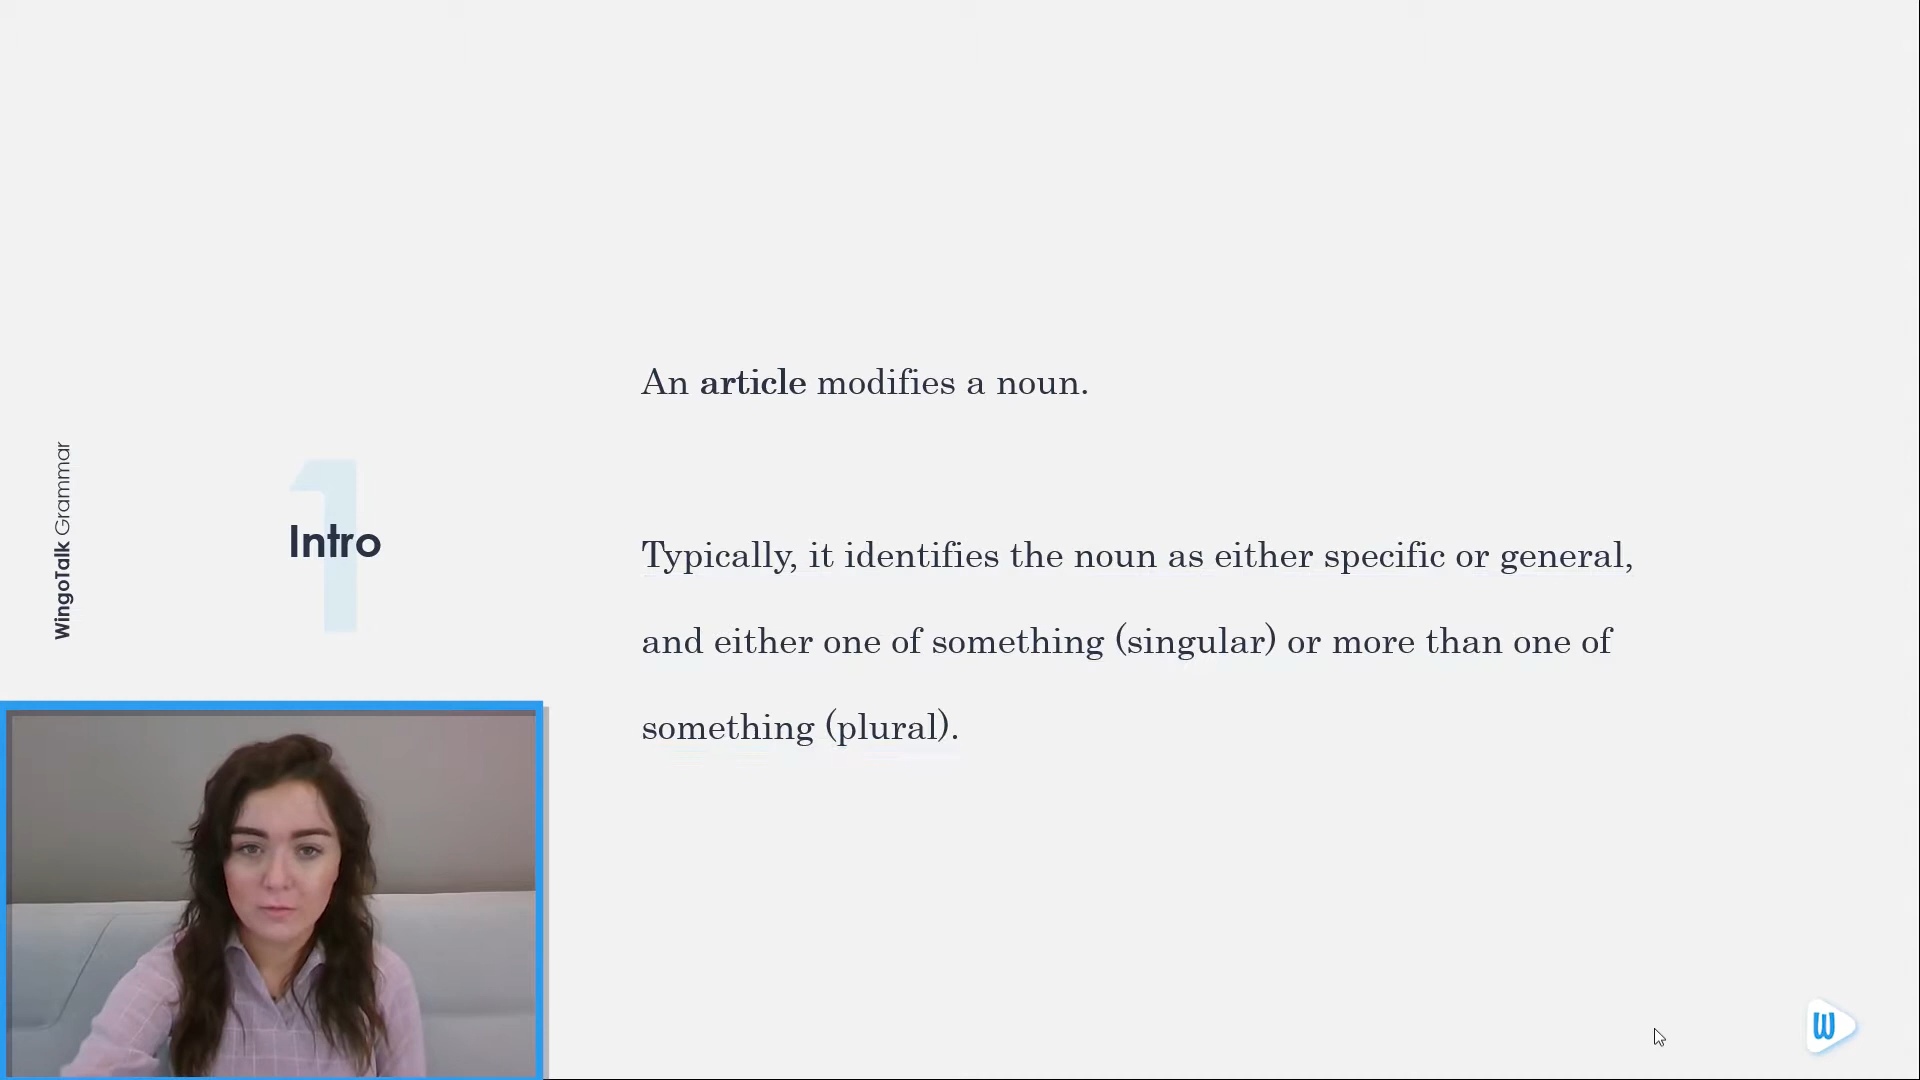 An article modifies a noun.
WingoTalk Grammar
1
Intro
Typically, it identifies the noun as either specific or general,
and either one of something (singular) or more than one of
something (plural).
W